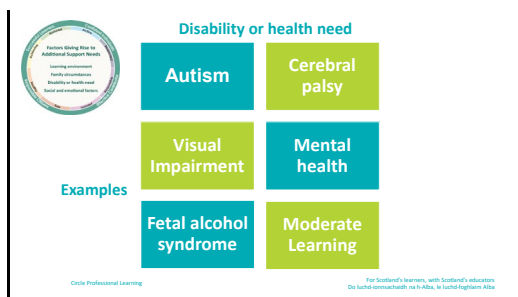 Disability or health need
Factors Giving Rise to
Additional Support Needs
Learning environment
Family circumstances
Disability or health need
Social and emotional factors
Autism
Cerebral
palsy
Visual
Impairment
Mental
health
Examples
Fetal alcohol
syndrome
Moderate
Learning
Circle Professional Learning
For Scotland's learners, with Scotland's educators
Do luchd-ionnsachaidh na h-Alba, le luchd-foghlaim Alba